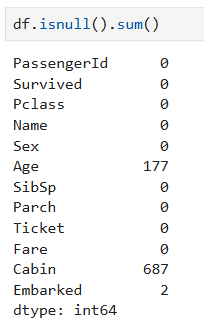 df.isnull().sum()
PassengerId 0
Survived 0
Pclass 0
Name 0
Sex 0
Age 177
SibSp 0
Parch 0
Ticket 0
Fare 0
Cabin 687
Embarked 2
dtype: int64